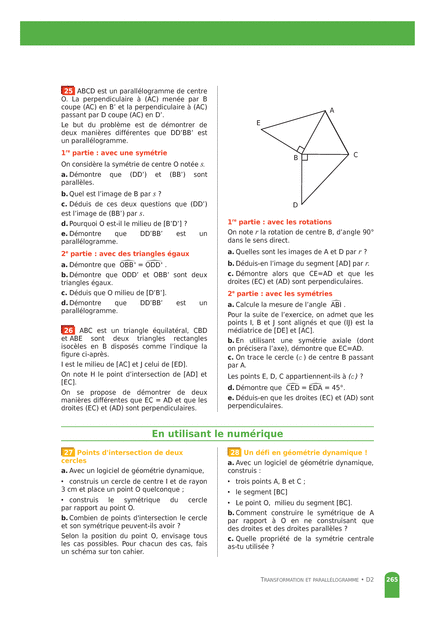 25 ABCD est un parallélogramme de centre
O. La perpendiculaire à (AC) menée par B
coupe (AC) en B' et la perpendiculaire à (AC)
passant par D coupe (AC) en D'.
Le but du problème est de démontrer de
deux manières différentes que DD'BB' est
un parallélogramme.
1re partie : avec une symétrie
On considère la symétrie de centre O notée s.
a. Démontre que (DD') et (BB') sont
parallèles.
b. Quel est l'image de B par s ?
c. Déduis de ces deux questions que (DD')
est l'image de (BB') par s.
d. Pourquoi O est-il le milieu de [B'D'] ?
e. Démontre que DD'BB' est un
parallélogramme.
2e partie : avec des triangles égaux
a. Démontre que OBB' = ODD' .
b. Démontre que ODD' et OBB' sont deux
triangles égaux.
c. Déduis que O milieu de [D'B'].
d. Démontre que DD'BB' est un
parallélogramme.
26 ABC est un triangle équilatéral, CBD
et ABE sont deux triangles rectangles
isocèles en B disposés comme l'indique la
figure ci-après.
I est le milieu de [AC] et J celui de [ED].
On note H le point d'intersection de [AD] et
[EC].
On se propose de démontrer de deux
manières différentes que EC = AD et que les
droites (EC) et (AD) sont perpendiculaires.
A
E
B
C
D
1re partie : avec les rotations
On note r la rotation de centre B, d'angle 90°
dans le sens direct.
a. Quelles sont les images de A et D par r ?
b. Déduis-en l'image du segment [AD] par r.
c. Démontre alors que CE=AD et que les
droites (EC) et (AD) sont perpendiculaires.
2e partie : avec les symétries
a. Calcule la mesure de l'angle ABI .
Pour la suite de l'exercice, on admet que les
points I, B et J sont alignés et que (IJ) est la
médiatrice de [DE] et [AC].
b. En utilisant une symétrie axiale (dont
on précisera l'axe), démontre que EC=AD.
c. On trace le cercle (c) de centre B passant
par A.
Les points E, D, C appartiennent-ils à (c) ?
d. Démontre que CED = EDA = 45°.
e. Déduis-en que les droites (EC) et (AD) sont
perpendiculaires.
En utilisant le numérique
27 Points d'intersection de deux
cercles
a. Avec un logiciel de géométrie dynamique,
• construis un cercle de centre I et de rayon
3 cm et place un point O quelconque ;
• construis le symétrique du cercle
par rapport au point O.
b. Combien de points d'intersection le cercle
et son symétrique peuvent-ils avoir ?
Selon la position du point O, envisage tous
les cas possibles. Pour chacun des cas, fais
un schéma sur ton cahier.
28 Un défi en géométrie dynamique !
a. Avec un logiciel de géométrie dynamique,
construis :
• trois points A, B et C ;
• le segment [BC]
• Le point O, milieu du segment [BC].
b. Comment construire le symétrique de A
par rapport à O en ne construisant que
des droites et des droites parallèles ?
c. Quelle propriété de la symétrie centrale
as-tu utilisée ?
TRANSFORMATION ET PARALLÉLOGRAMME • D2 265